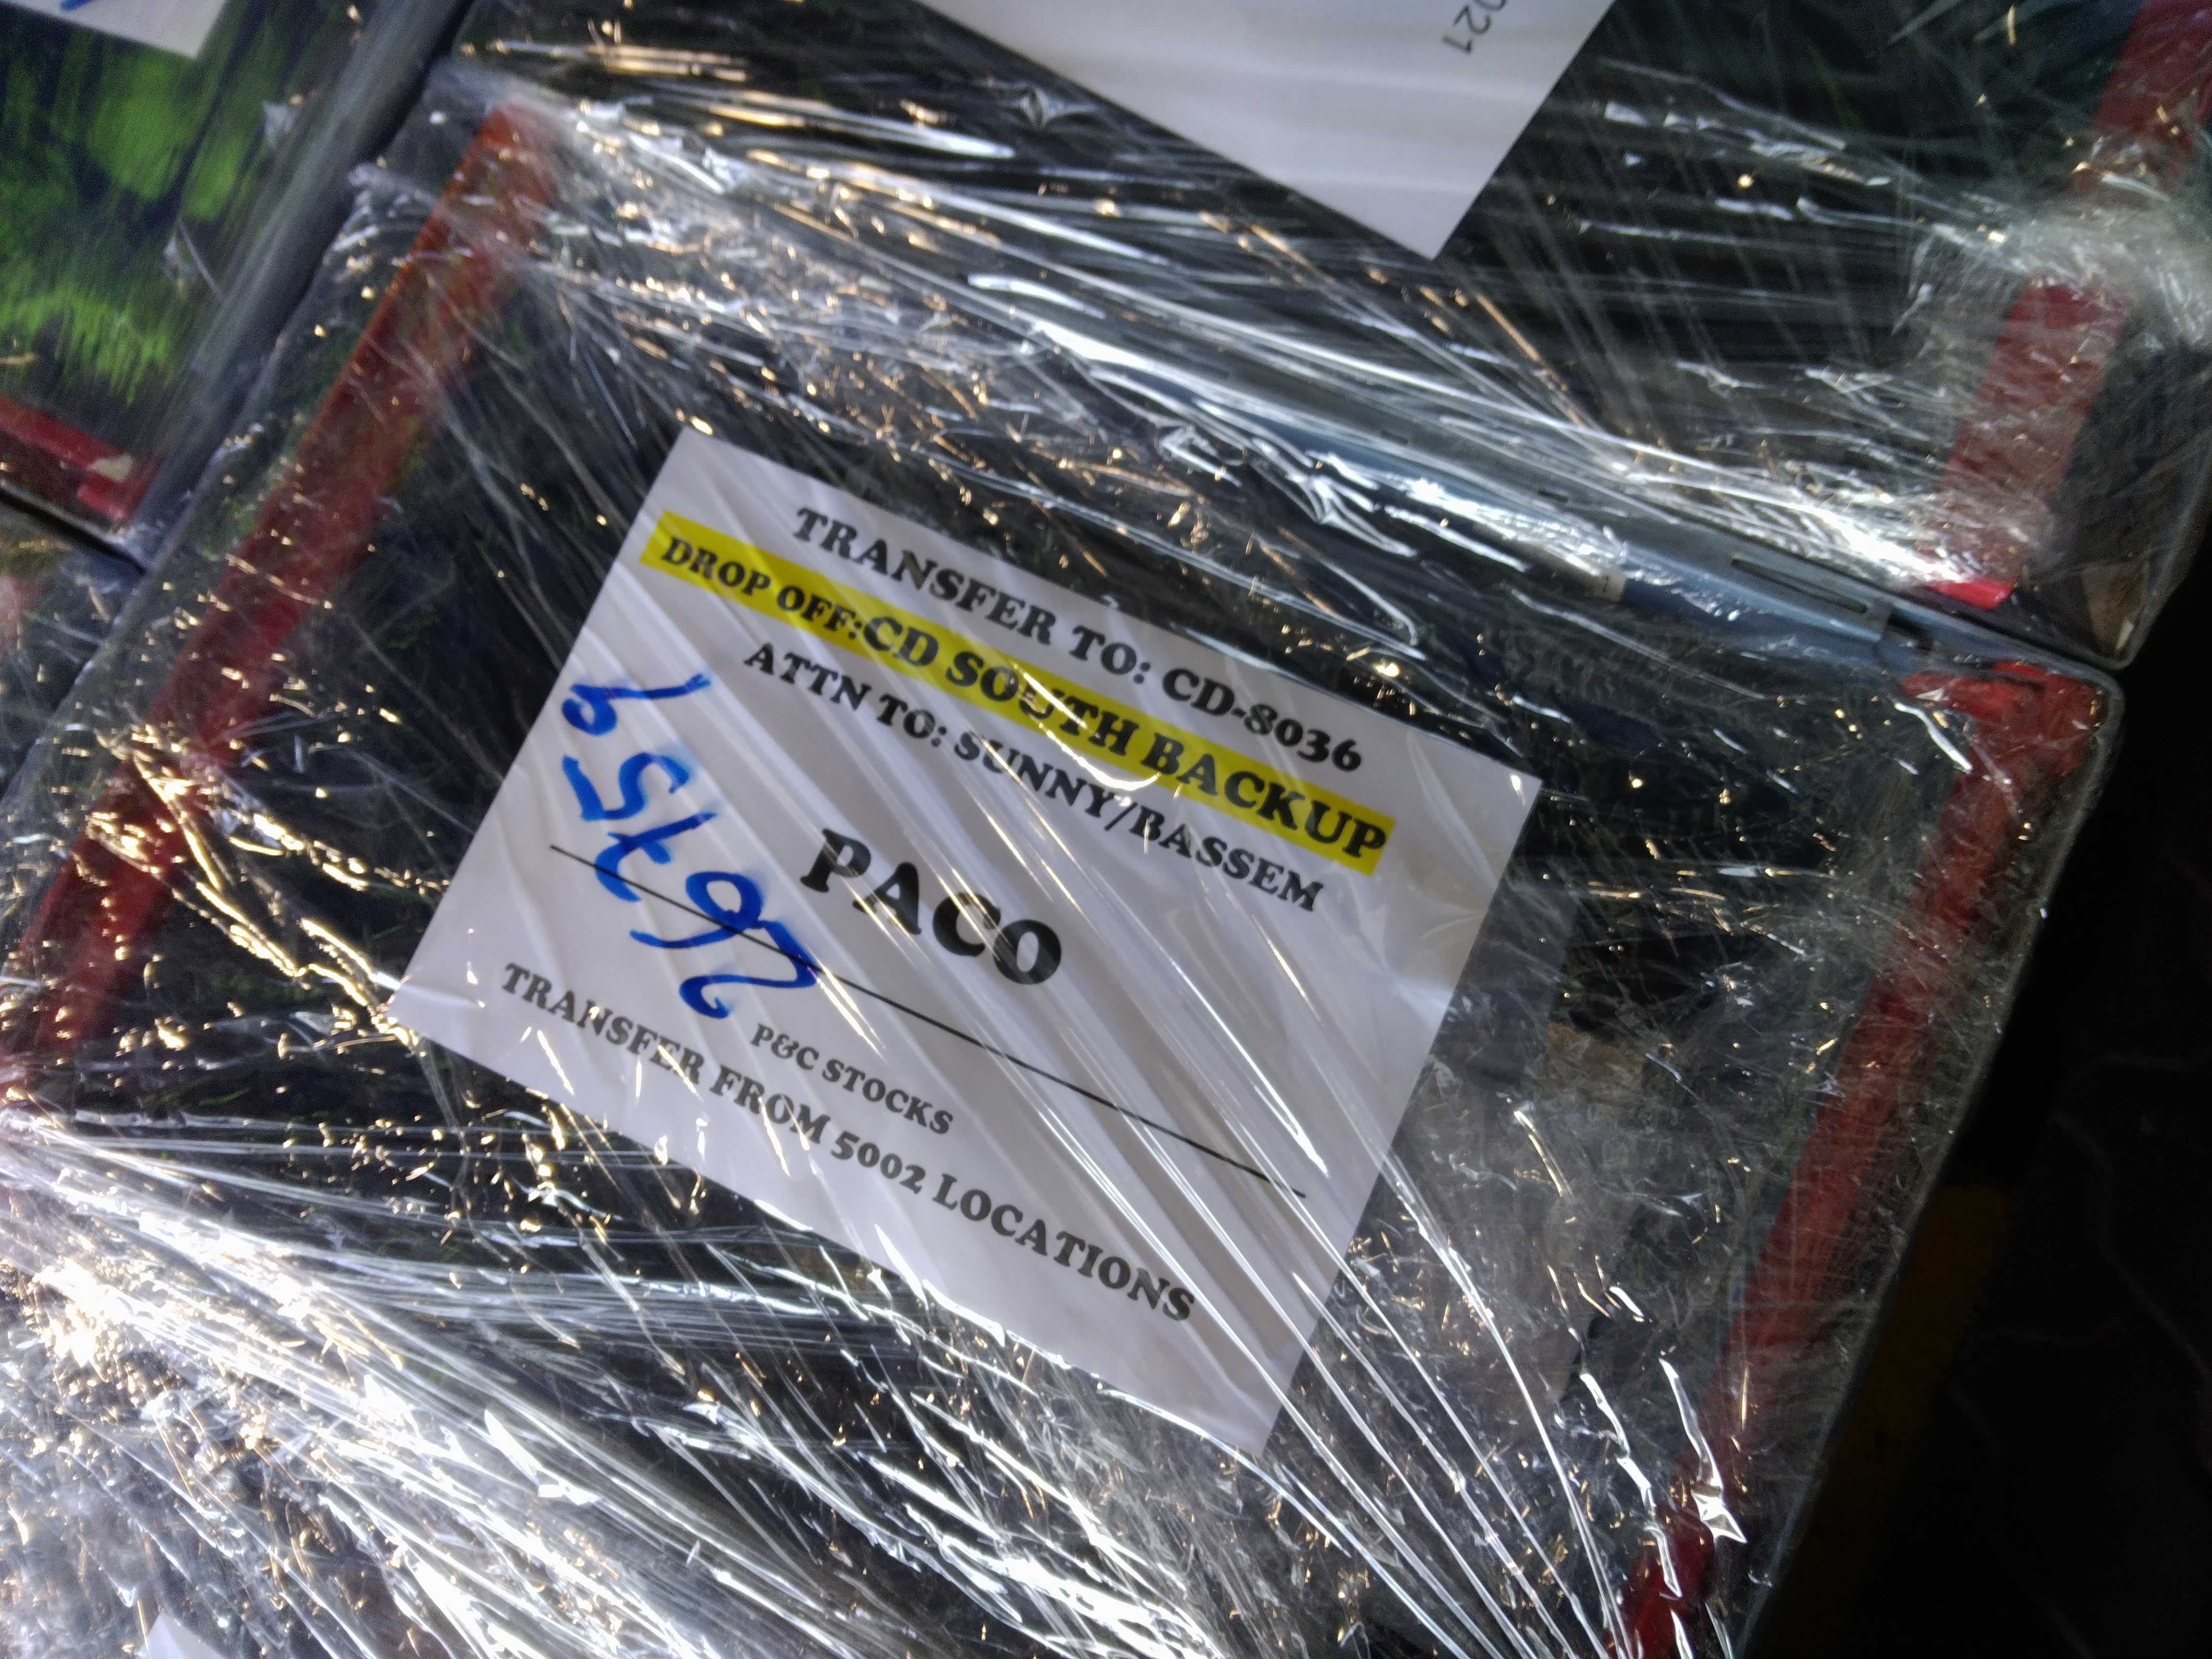 021
TRANSFER TO: CD-8036
DROP OFF:CD SOUTH BACKUP
ATTN TO: SUNNY/BASSEM
PACO
P&C STOCKS
TRANSFER FROM 5002 LOCATIONS